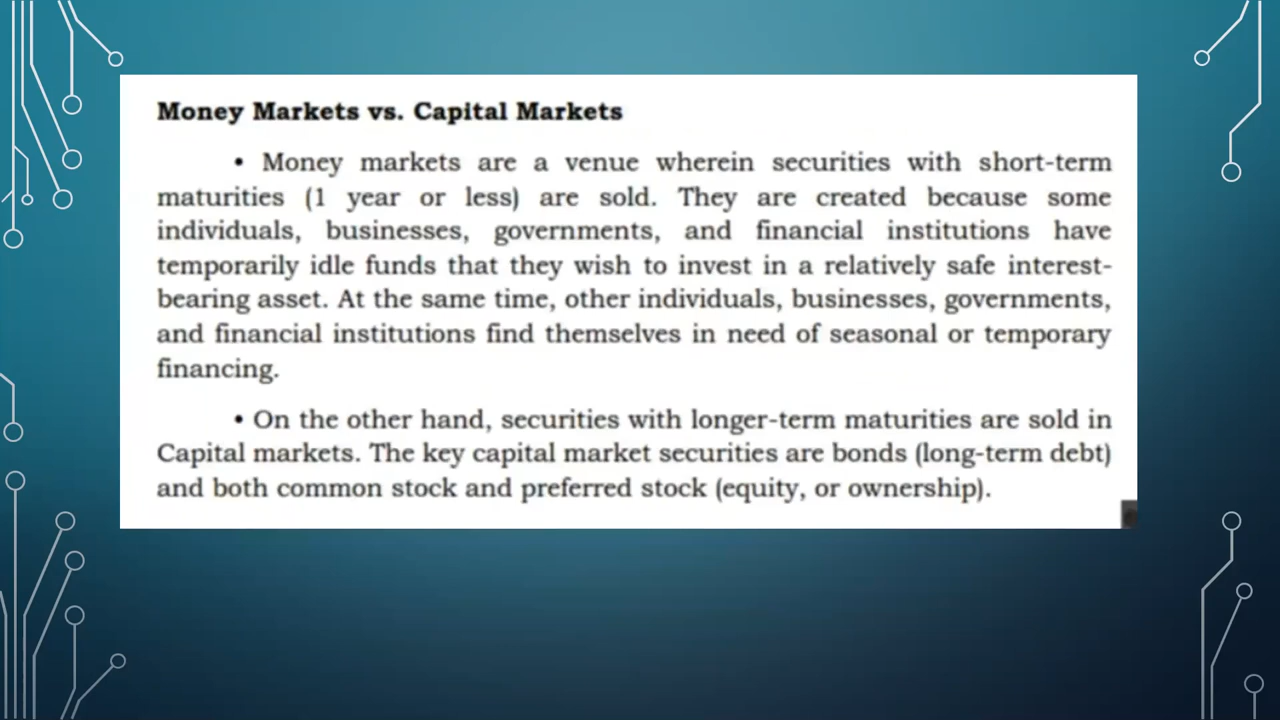 Money Markets vs. Capital Markets
• Money markets are a venue wherein securities with short-term
maturities (1 year or less) are sold. They are created because some
individuals, businesses, governments, and financial institutions have
temporarily idle funds that they wish to invest in a relatively safe interest-
bearing asset. At the same time, other individuals, businesses, governments,
and financial institutions find themselves in need of seasonal or temporary
financing.
• On the other hand, securities with longer-term maturities are sold in
Capital markets. The key capital market securities are bonds (long-term debt)
and both common stock and preferred stock (equity, or ownership).